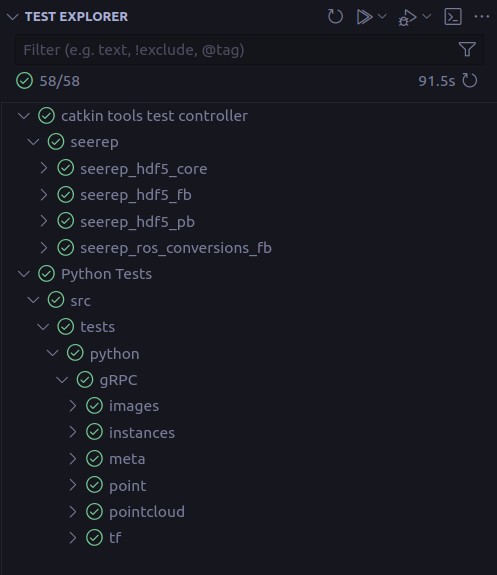 TEST EXPLORER
Filter (e.g. text, !exclude, @tag)
58/58 91.5s
catkin tools test controller
seerep
seerep_hdf5_core
seerep_hdf5_fb
seerep_hdf5_pb
seerep_ros_conversions_fb
Python Tests
src
tests
python
gRPC
images
instances
meta
point
pointcloud
tf